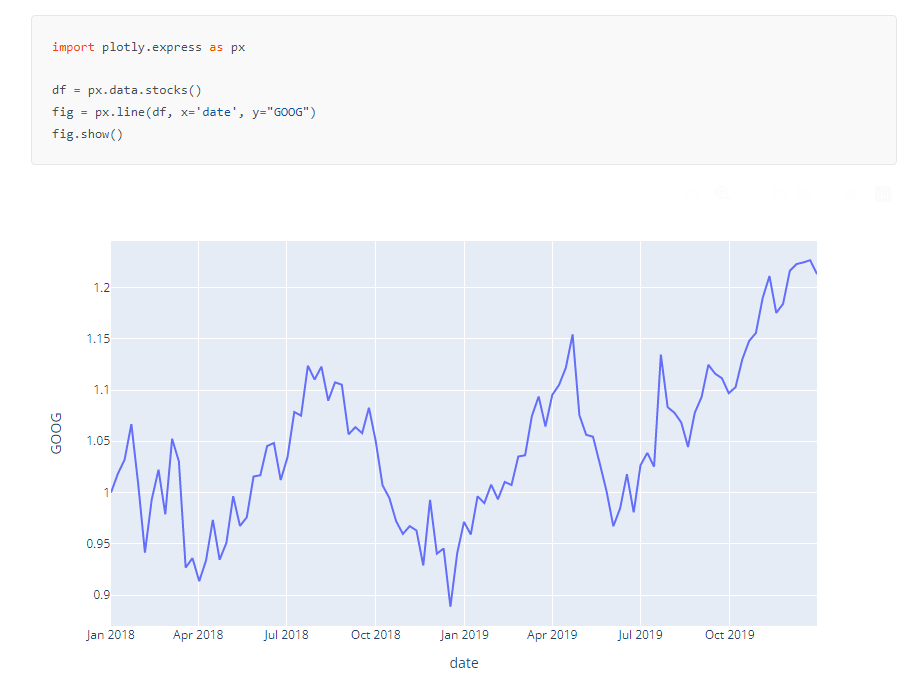 import plotly.express as px
df = px.data.stocks()
fig = px.line(df, x='date', y="GOOG")
fig.show()
1.2
1.15
1.1
1.05
1
0.95
0.9
GOOG
Jan 2018 Apr 2018 Jul 2018 Oct 2018 Jan 2019 Apr 2019 Jul 2019 Oct 2019
date